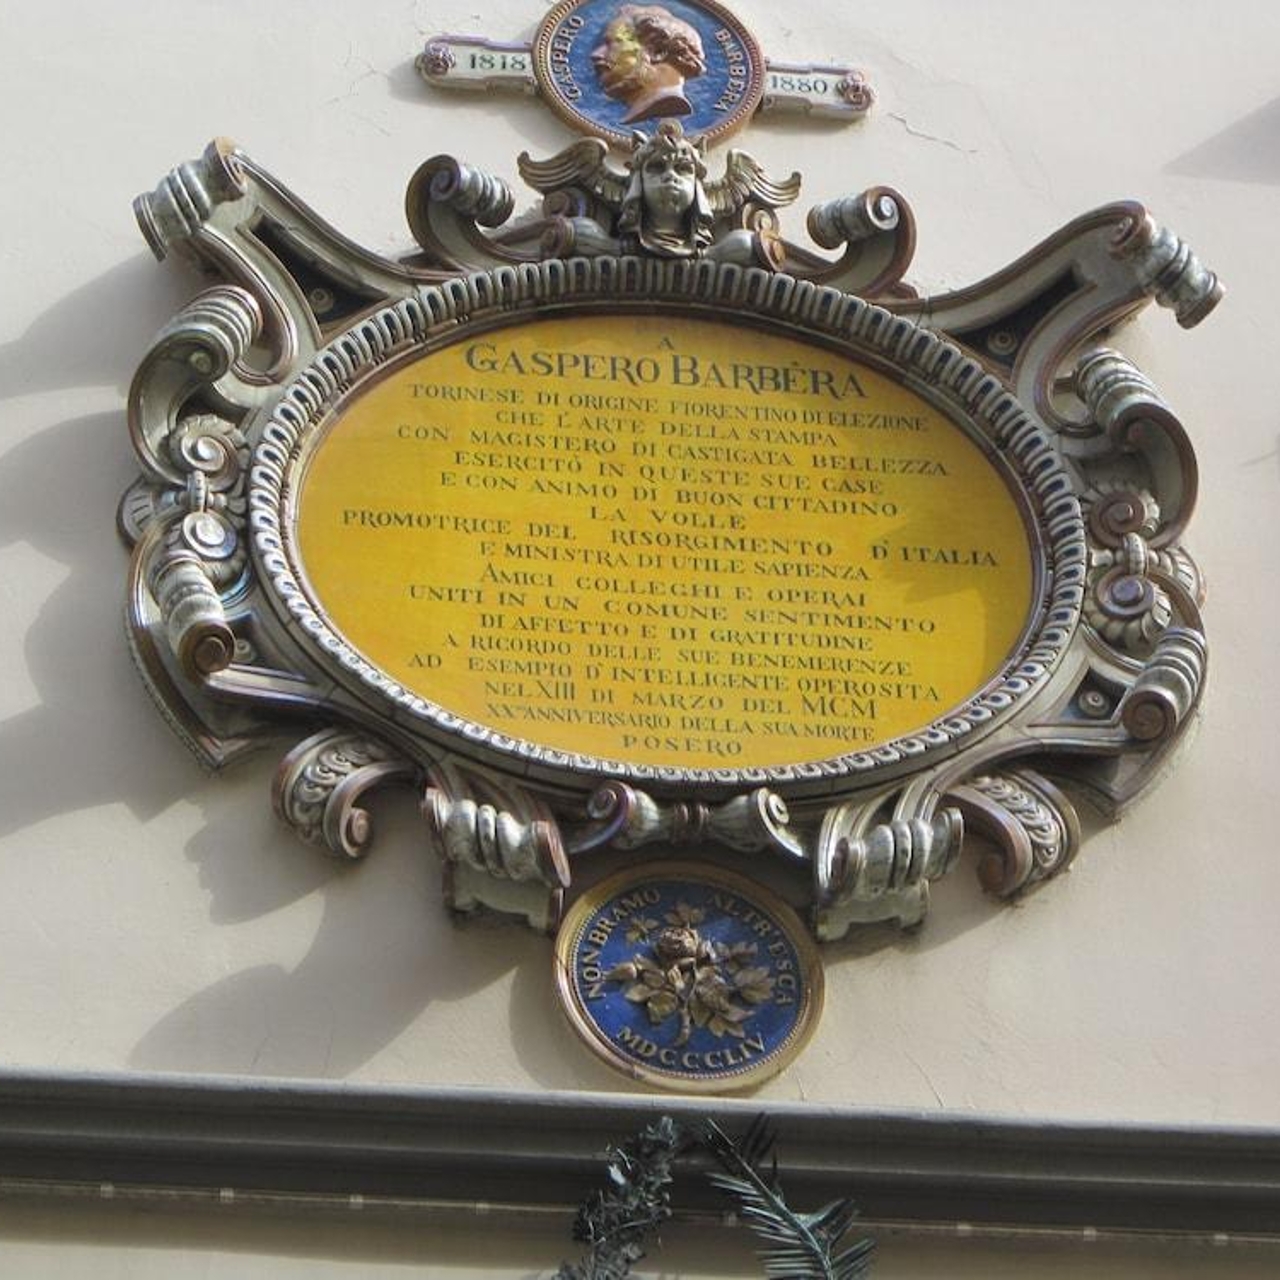 GASPERO BARBÈRA
1818
1880
A
GASPERO BARBÈRA
TORINESE DI ORIGINE FIORENTINO DI ELEZIONE
CHE L'ARTE DELLA STAMPA
CON MAGISTERO DI CASTIGATA BELLEZZA
ESERCITÒ IN QUESTE SUE CASE
E CON ANIMO DI BUON CITTADINO
LA VOLLE
PROMOTRICE DEL RISORGIMENTO D'ITALIA
E MINISTRA DI UTILE SAPIENZA
AMICI COLLEGHI E OPERAI
UNITI IN UN COMUNE SENTIMENTO
DI AFFETTO E DI GRATITUDINE
A RICORDO DELLE SUE BENEMERENZE
AD ESEMPIO D'INTELLIGENTE OPEROSITA
NEL XIII DI MARZO DEL MCM
XX° ANNIVERSARIO DELLA SUA MORTE
POSERO
NON BRAMO ALTR'ESCA
MDCCCLIV